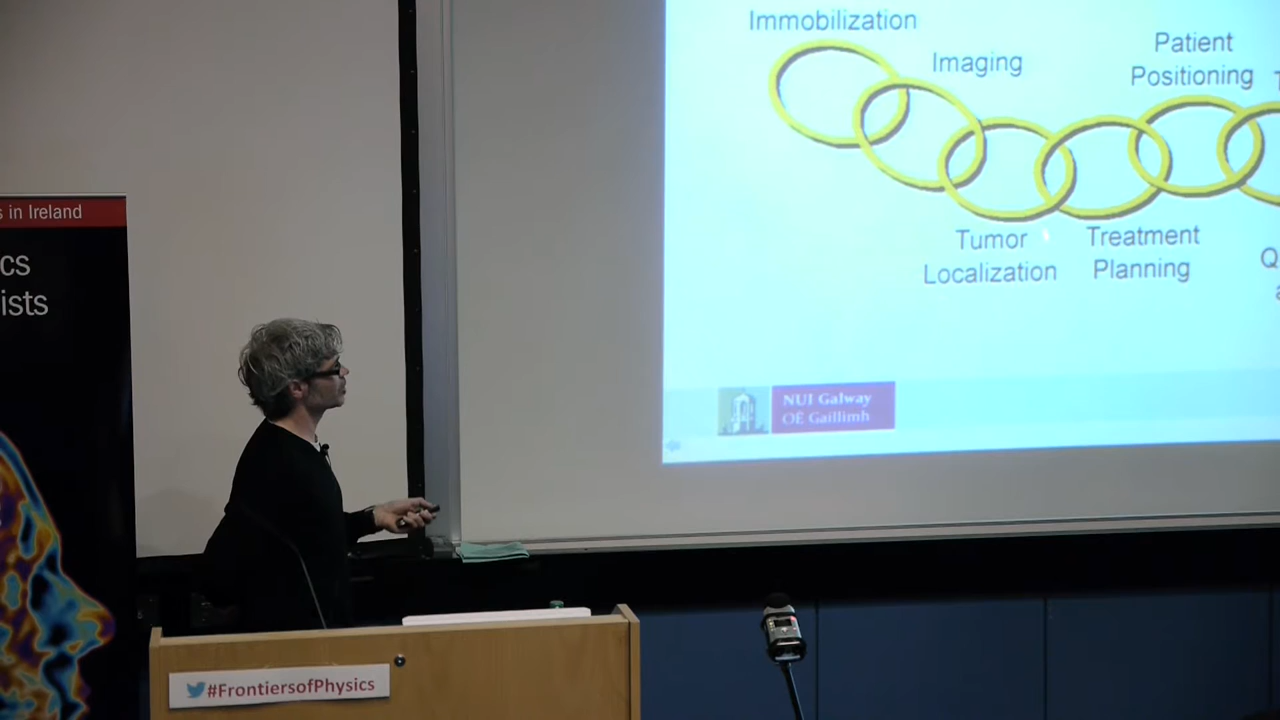 Immobilization
Imaging
Patient
Positioning
Tumor
Localization
Treatment
Planning
NUI Galway
OÉ Gaillimh
s in Ireland
cs
ists
#FrontiersofPhysics